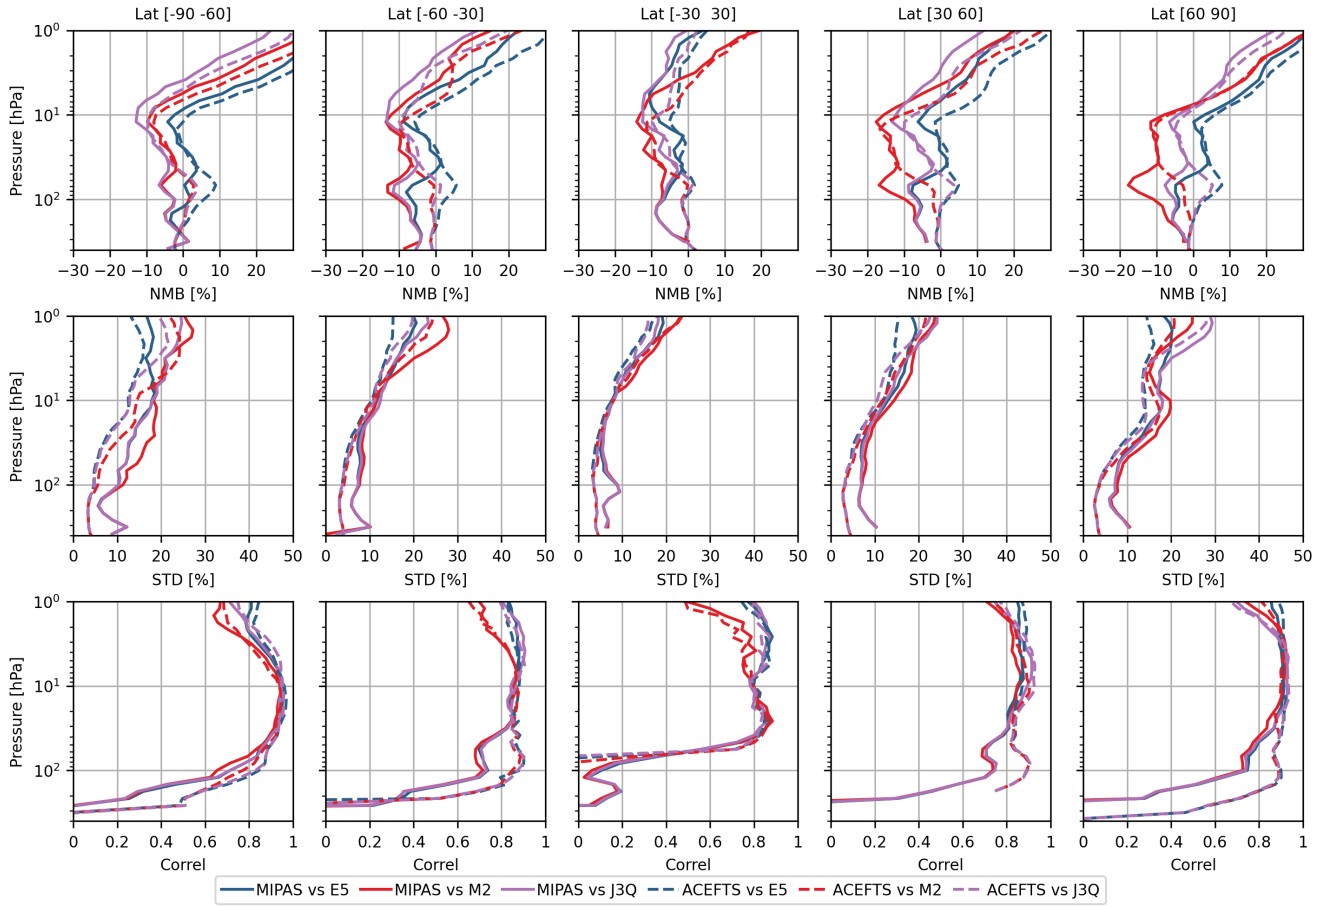 Lat [-90 -60] Lat [-60 -30] Lat [-30 30] Lat [30 60] Lat [60 90]
10⁰
10¹
10²
Pressure [hPa]
−30 −20 −10 0 10 20 −30 −20 −10 0 10 20 −30 −20 −10 0 10 20 −30 −20 −10 0 10 20 −30 −20 −10 0 10 20
NMB [%] NMB [%] NMB [%] NMB [%] NMB [%]
10⁰
10¹
10²
Pressure [hPa]
0 10 20 30 40 50 0 10 20 30 40 50 0 10 20 30 40 50 0 10 20 30 40 50 0 10 20 30 40 50
STD [%] STD [%] STD [%] STD [%] STD [%]
10⁰
10¹
10²
Pressure [hPa]
0 0.2 0.4 0.6 0.8 1 0 0.2 0.4 0.6 0.8 1 0 0.2 0.4 0.6 0.8 1 0 0.2 0.4 0.6 0.8 1 0 0.2 0.4 0.6 0.8 1
Correl Correl Correl Correl Correl
MIPAS vs E5 MIPAS vs M2 MIPAS vs J3Q ACEFTS vs E5 ACEFTS vs M2 ACEFTS vs J3Q